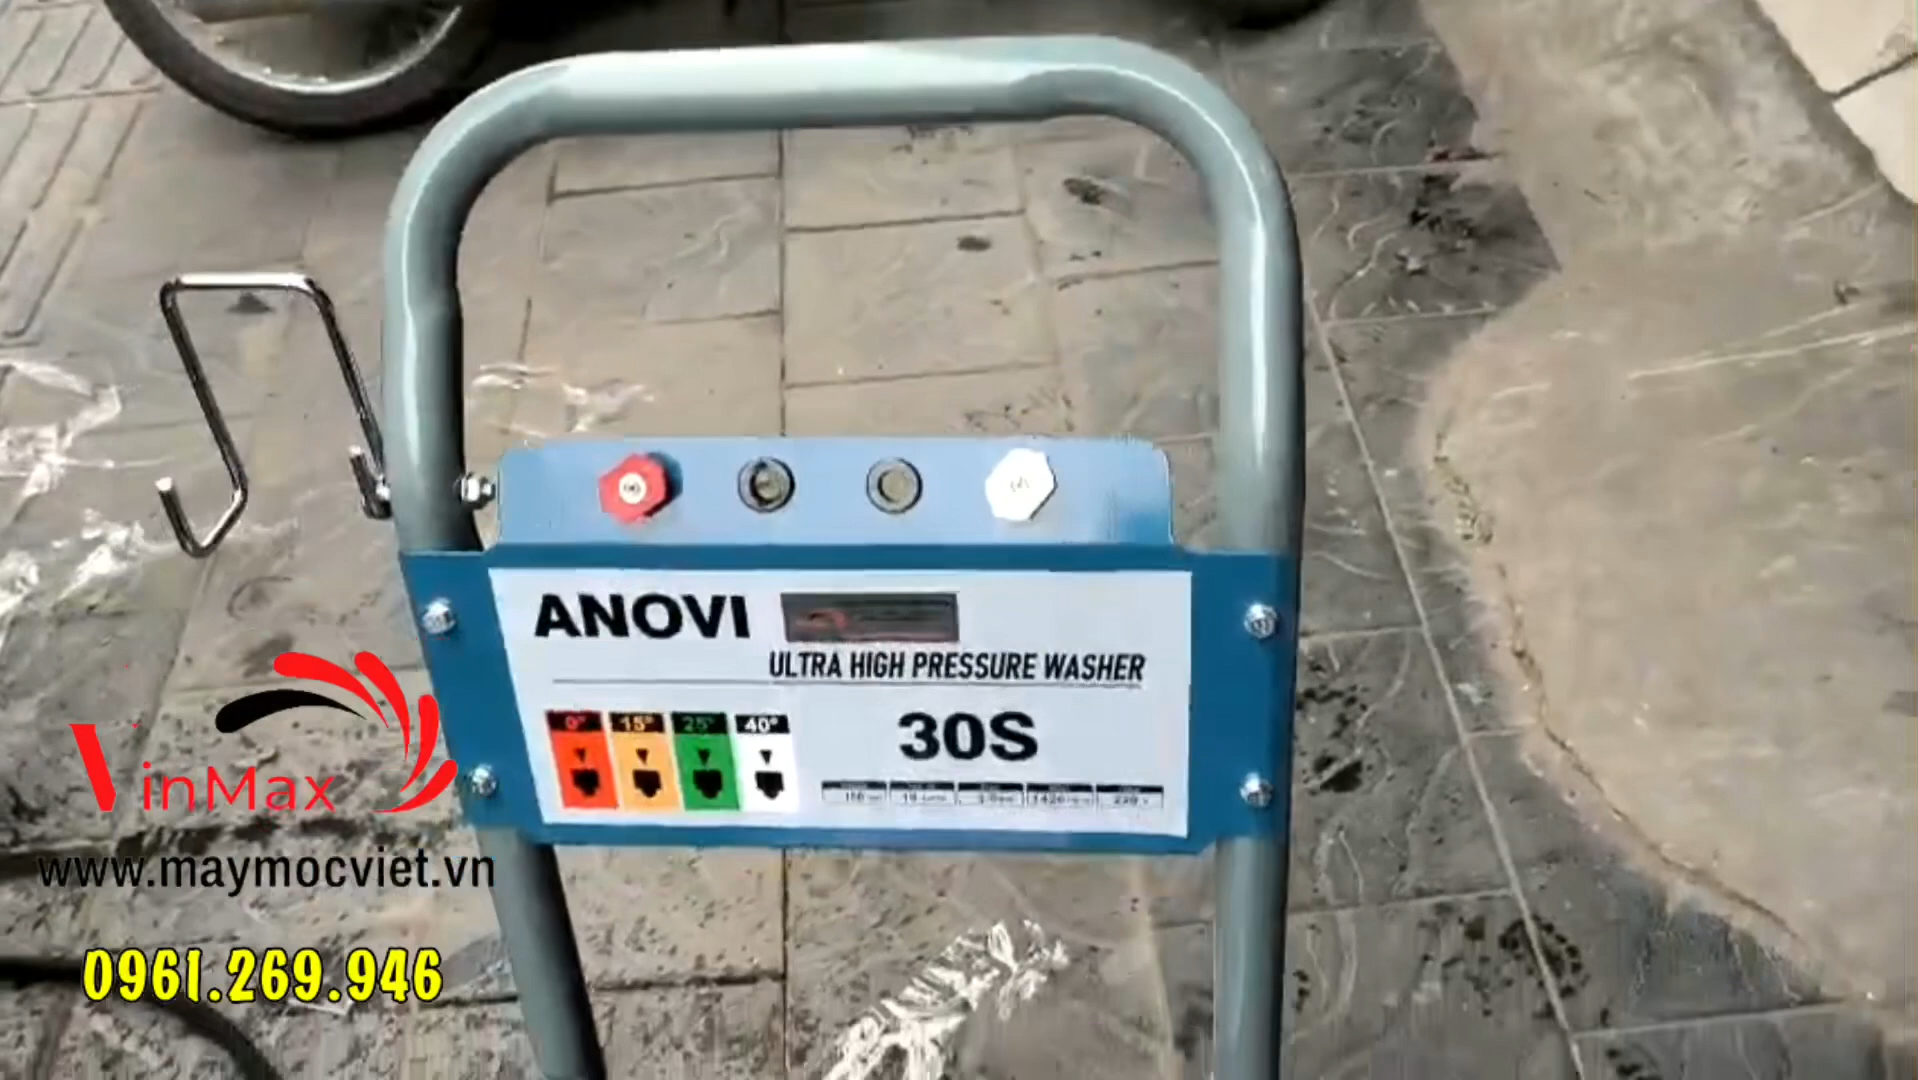 ANOVI
ULTRA HIGH PRESSURE WASHER
0° 15° 25° 40°
30S
VinMax
www.maymocviet.vn
0961.269.946